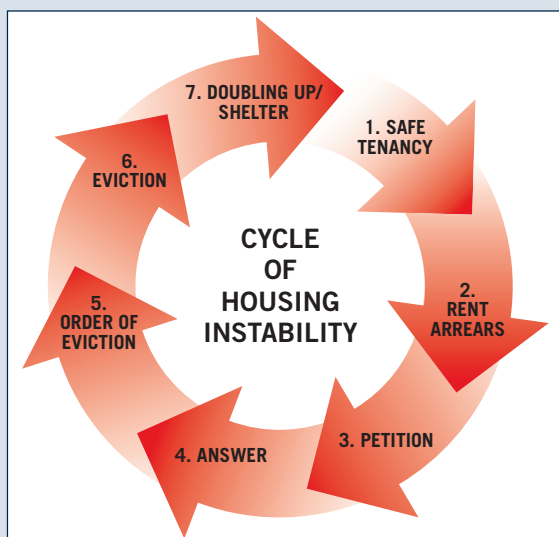 CYCLE
OF
HOUSING
INSTABILITY
1. SAFE
TENANCY
2.
RENT
ARREARS
3. PETITION
4. ANSWER
5.
ORDER OF
EVICTION
6.
EVICTION
7. DOUBLING UP/
SHELTER